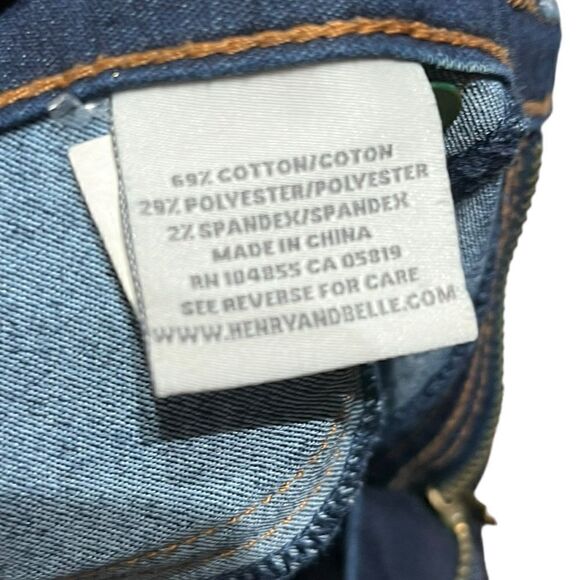 69% COTTON/COTON
29% POLYESTER/POLYESTER
2% SPANDEX/SPANDEX
MADE IN CHINA
RN 104855 CA 05819
SEE REVERSE FOR CARE
WWW.HENRYANDBELLE.COM